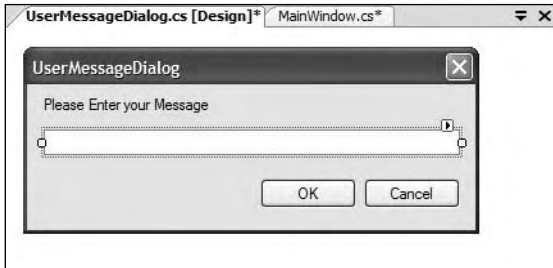 UserMessageDialog.cs [Design]* MainWindow.cs*
UserMessageDialog
Please Enter your Message
OK Cancel